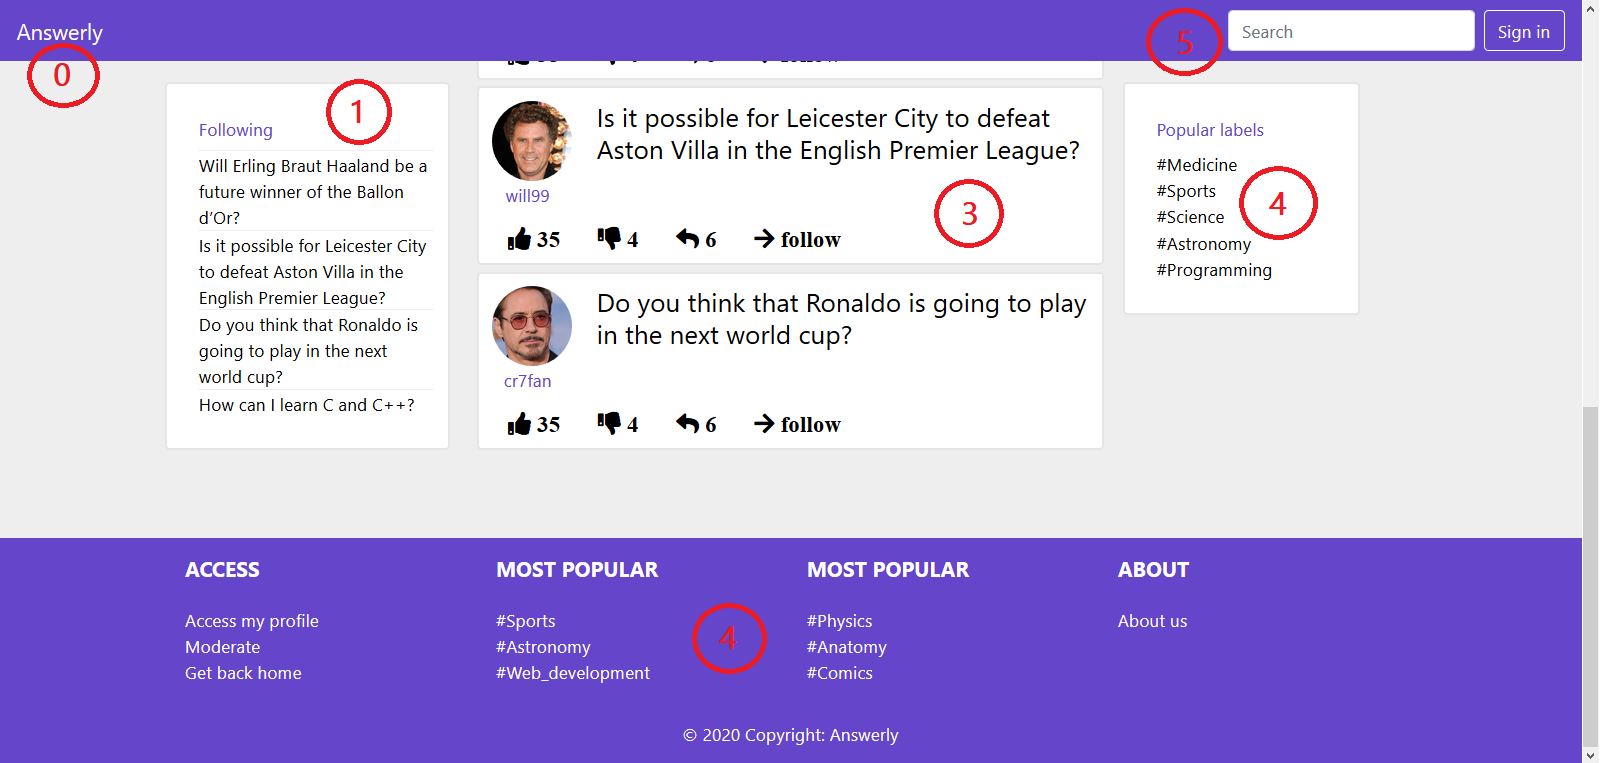 Answerly
Search
Sign in
0
5
follow
1
Following
Will Erling Braut Haaland be a
future winner of the Ballon
d’Or?
Is it possible for Leicester City
to defeat Aston Villa in the
English Premier League?
Do you think that Ronaldo is
going to play in the next
world cup?
How can I learn C and C++?
Is it possible for Leicester City to defeat
Aston Villa in the English Premier League?
will99
3
35 4 6 follow
Do you think that Ronaldo is going to play
in the next world cup?
cr7fan
35 4 6 follow
Popular labels
#Medicine
#Sports
#Science
#Astronomy
#Programming
4
ACCESS
Access my profile
Moderate
Get back home
MOST POPULAR
#Sports
#Astronomy
#Web_development
4
MOST POPULAR
#Physics
#Anatomy
#Comics
ABOUT
About us
© 2020 Copyright: Answerly